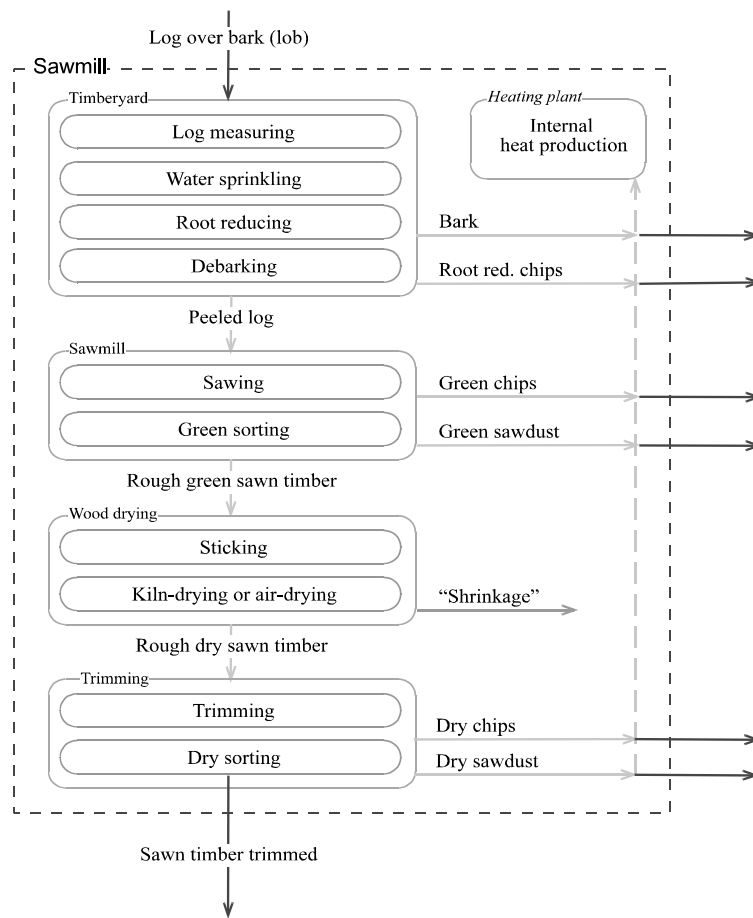 Log over bark (lob)
Sawmill
Timberyard
Heating plant
Log measuring
Internal
heat production
Water sprinkling
Root reducing
Bark
Debarking
Root red. chips
Peeled log
Sawmill
Sawing
Green chips
Green sorting
Green sawdust
Rough green sawn timber
Wood drying
Sticking
Kiln-drying or air-drying
“Shrinkage”
Rough dry sawn timber
Trimming
Trimming
Dry chips
Dry sorting
Dry sawdust
Sawn timber trimmed